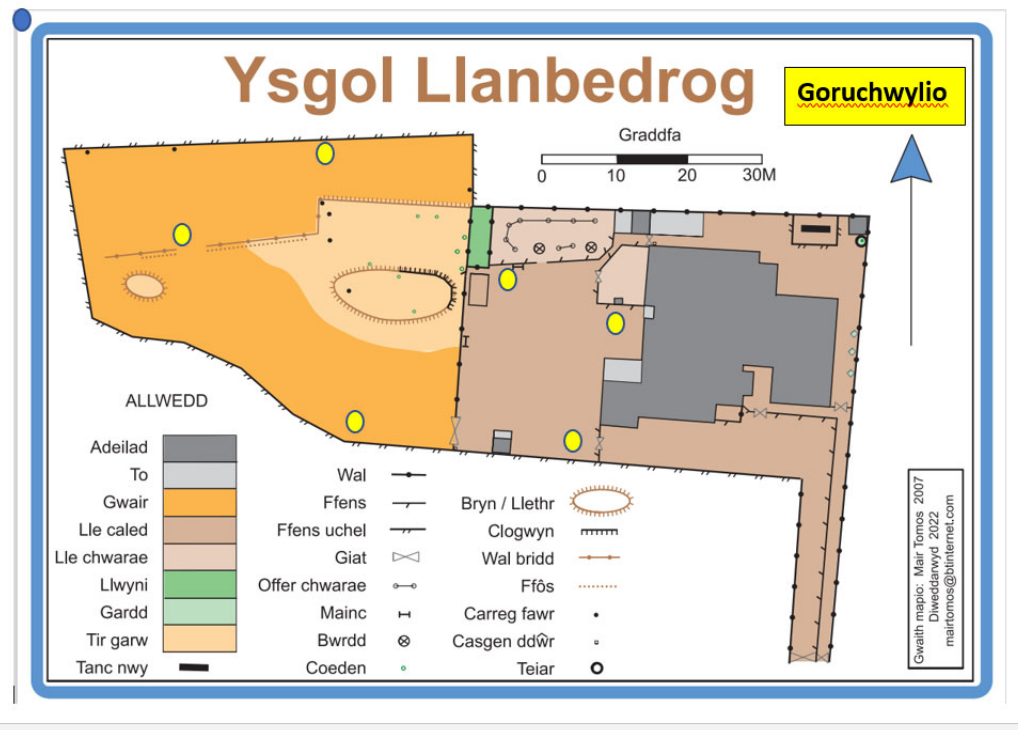 Ysgol Llanbedrog
Goruchwylio
Graddfa
0 10 20 30M
ALLWEDD
Adeilad
To
Gwair
Lle caled
Lle chwarae
Llwyni
Gardd
Tir garw
Tanc nwy
Wal
Ffens
Ffens uchel
Giat
Offer chwarae
Mainc
Bwrdd
Coeden
Bryn / Llethr
Clogwyn
Wal bridd
Ffôs
Carreg fawr
Casgen ddŴr
Teiar
Gwaith mapio: Mair Tomos 2007
Diweddarwyd 2022
mairtomos@btinternet.com